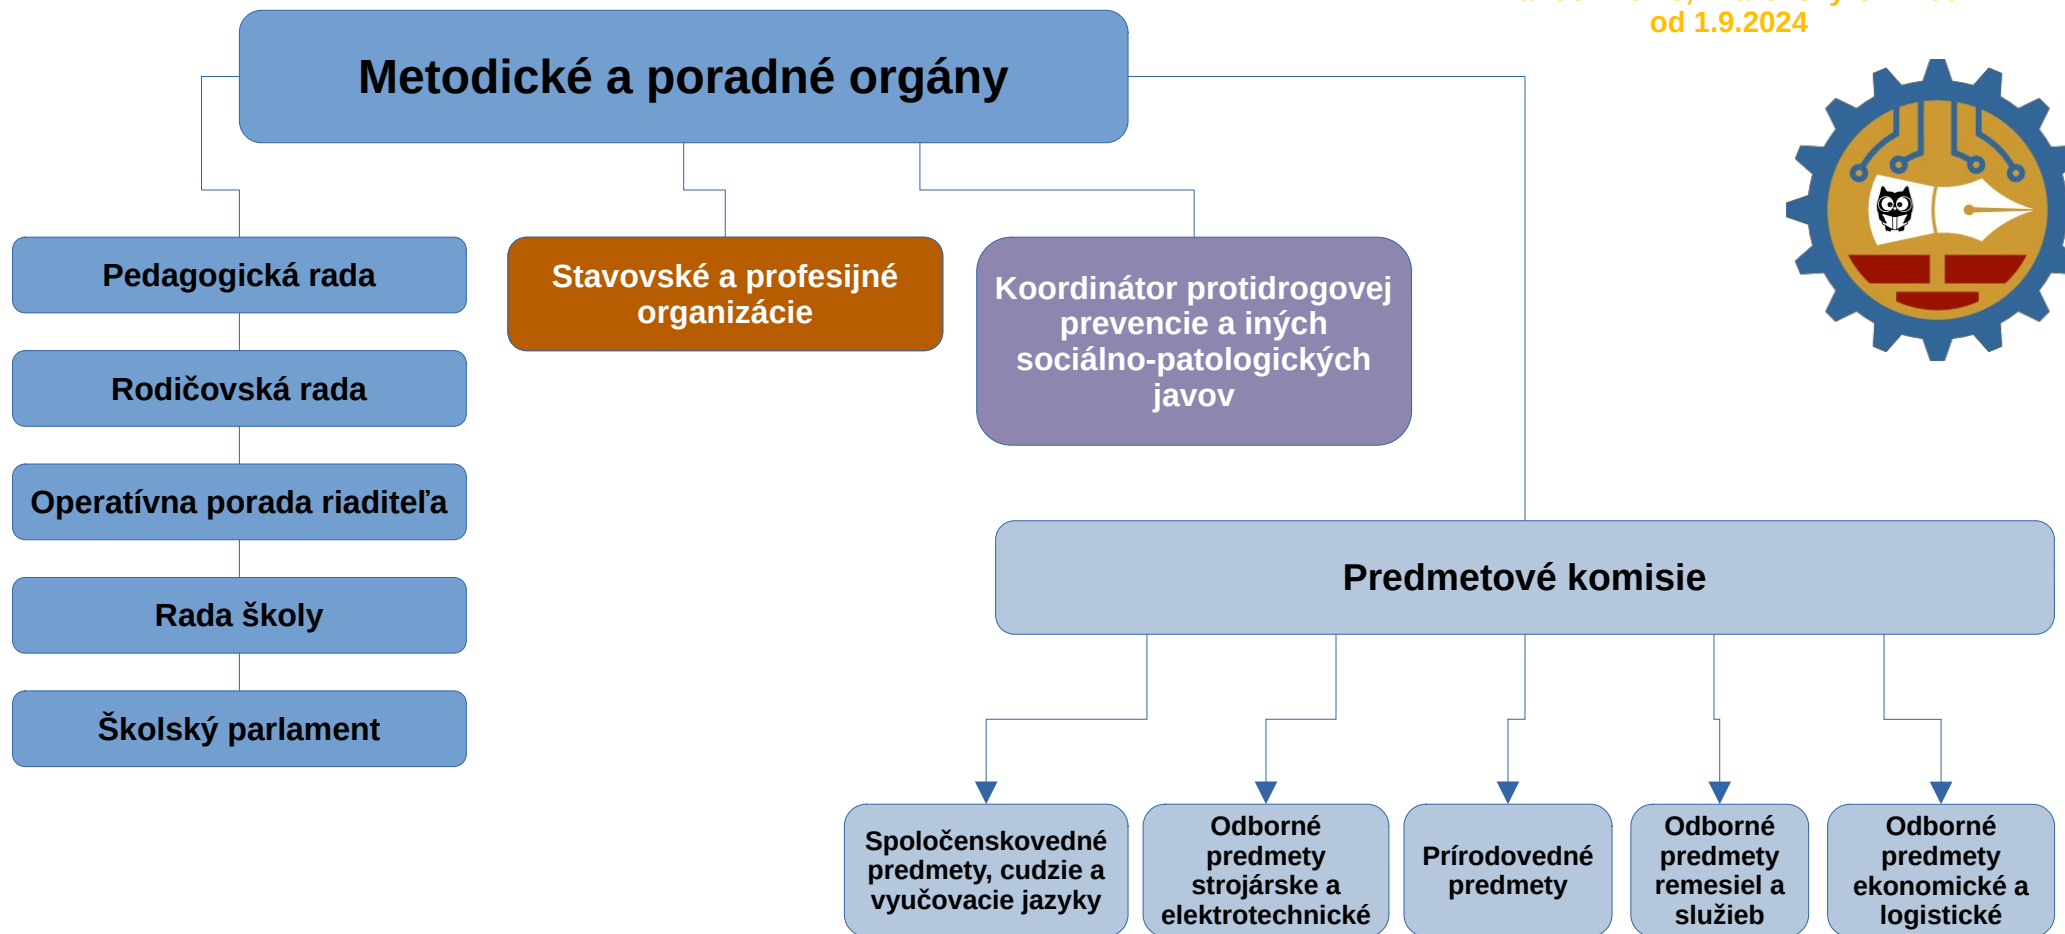 od 1.9.2024
Metodické a poradné orgány
Pedagogická rada
Rodičovská rada
Operatívna porada riaditeľa
Rada školy
Školský parlament
Stavovské a profesijné
organizácie
Koordinátor protidrogovej
prevencie a iných
sociálno-patologických
javov
Predmetové komisie
Spoločenskovedné
predmety, cudzie a
vyučovacie jazyky
Odborné
predmety
strojárske a
elektrotechnické
Prírodovedné
predmety
Odborné
predmety
remesiel a
služieb
Odborné
predmety
ekonomické a
logistické